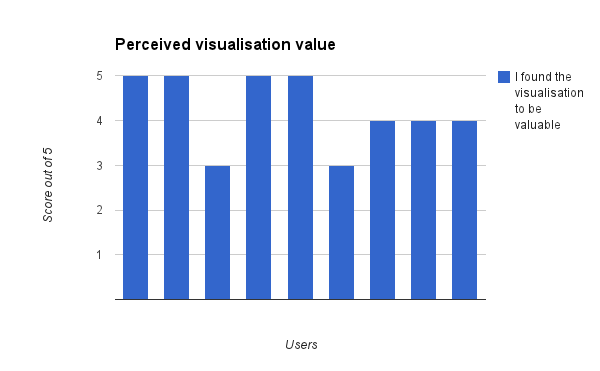 Perceived visualisation value
5
4
3
2
1
Score out of 5
Users
I found the
visualisation
to be
valuable